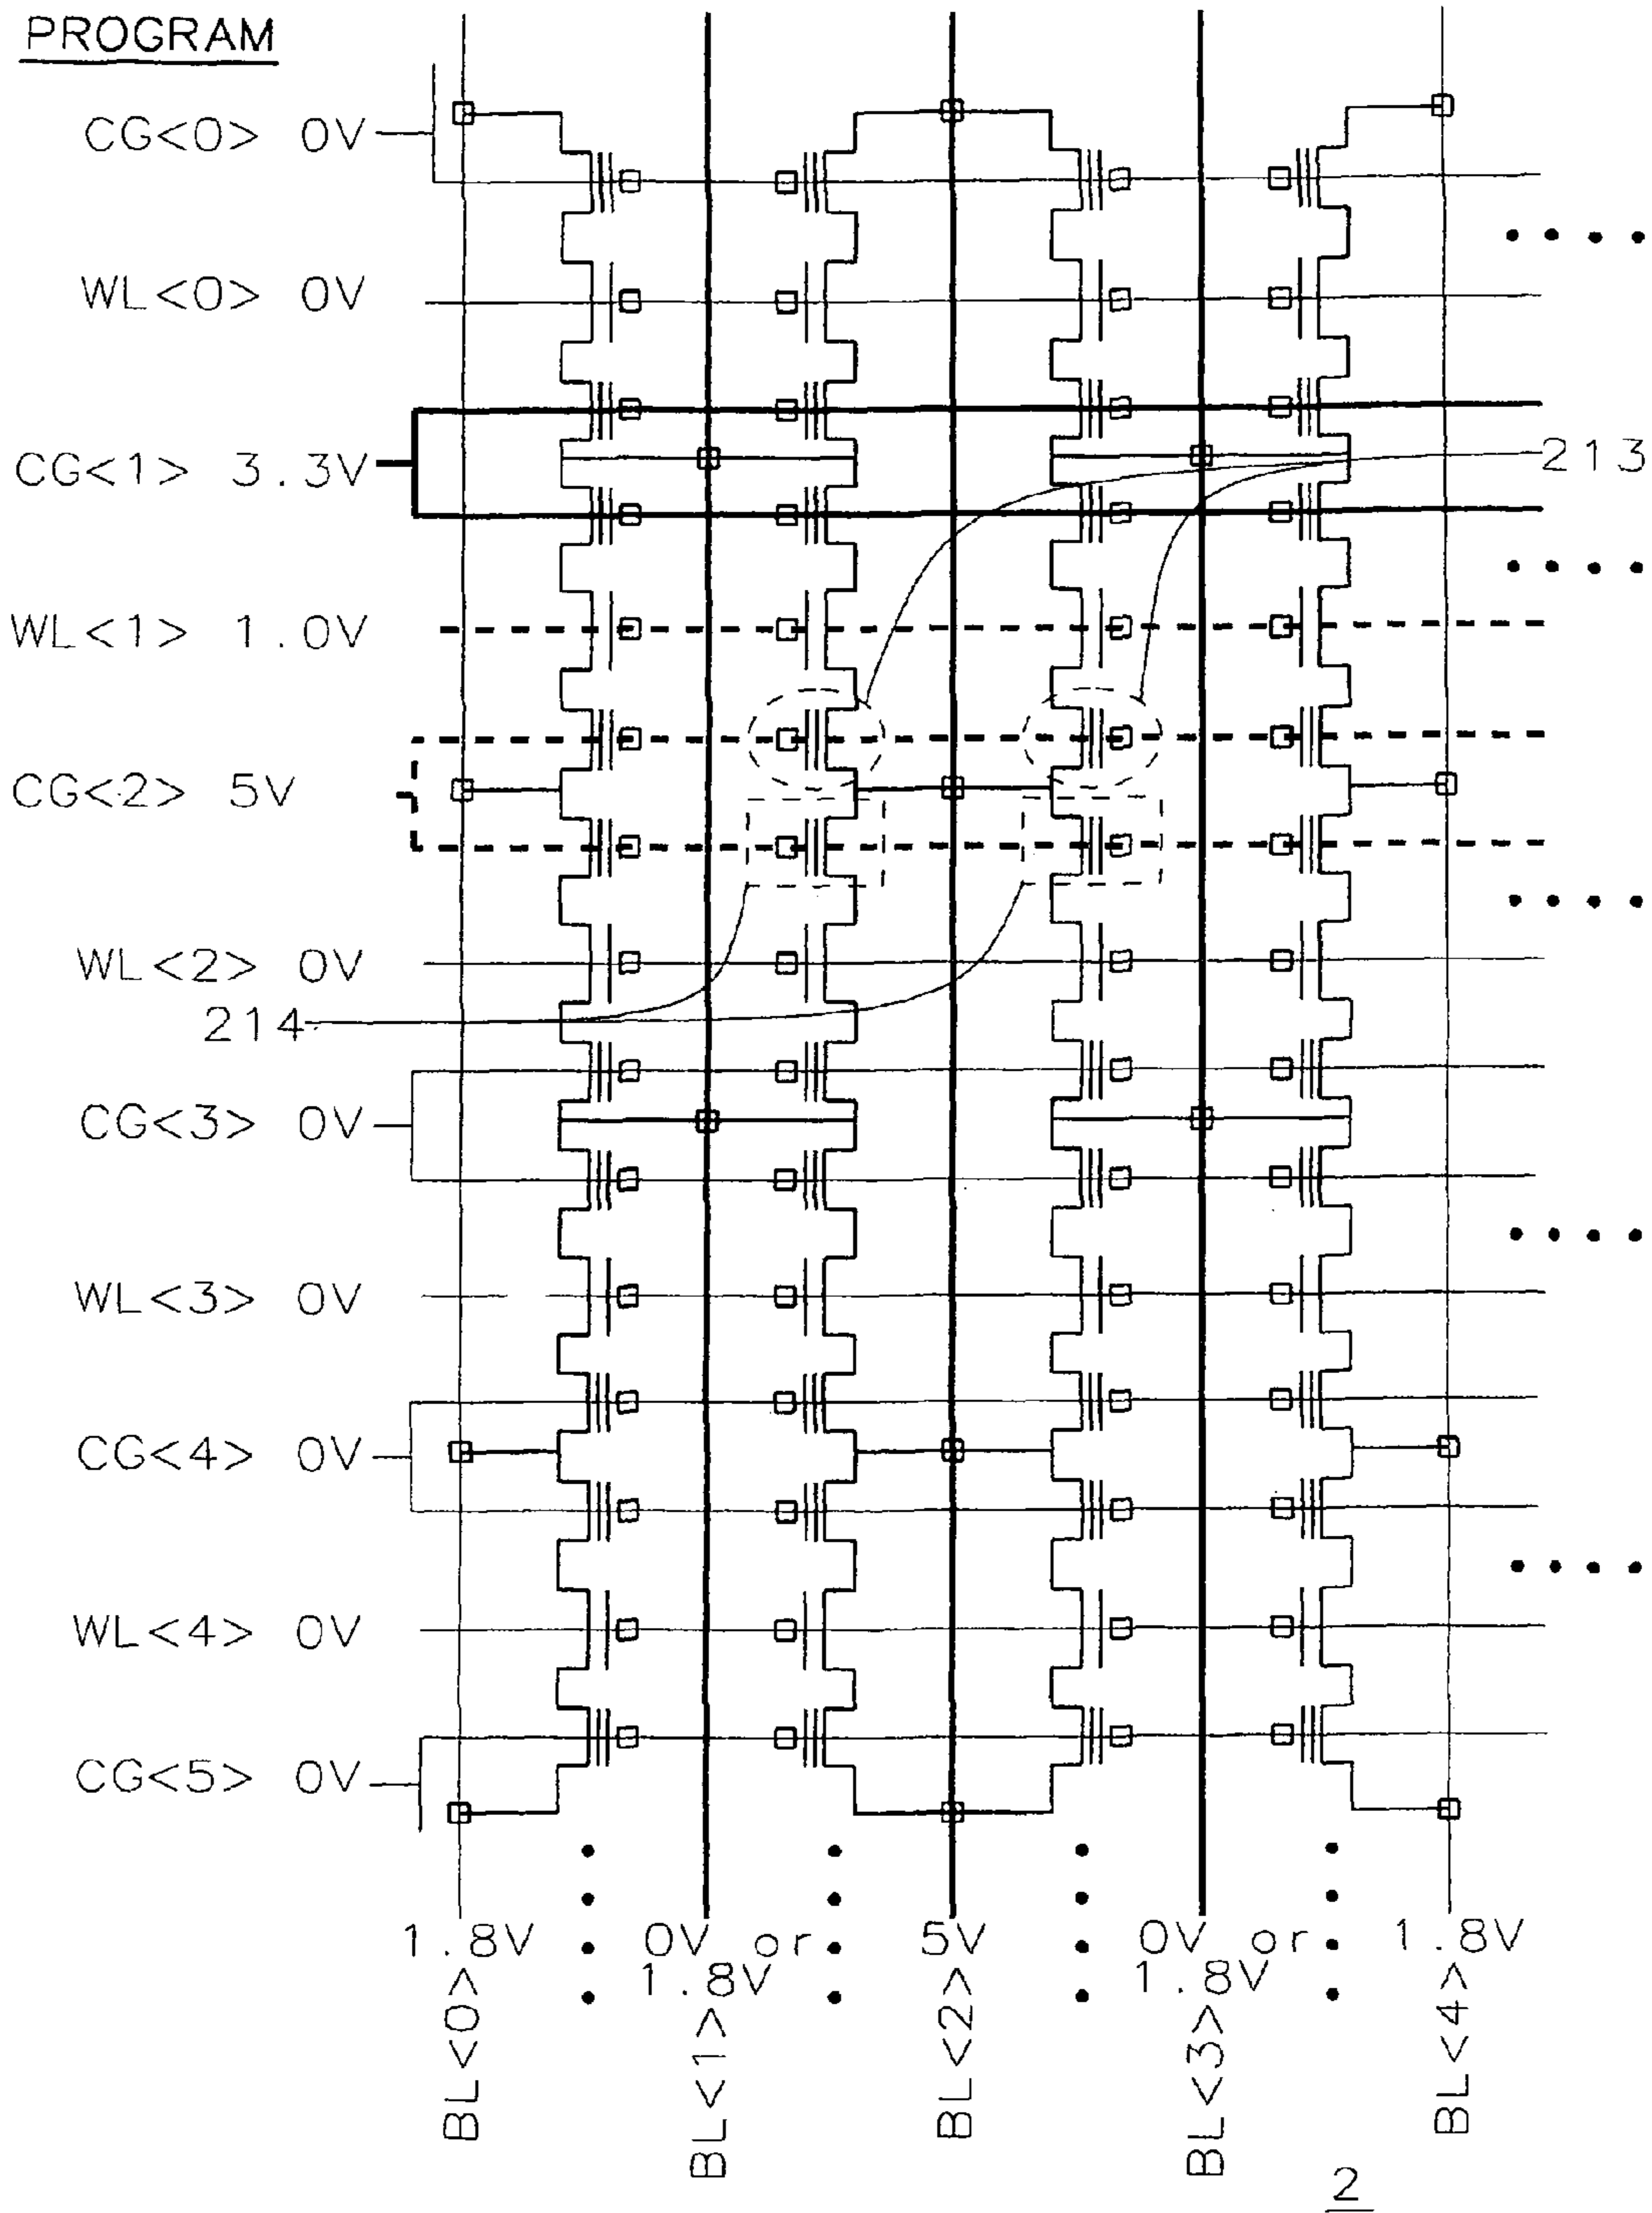 PROGRAM
CG<0> 0V
WL<0> 0V
CG<1> 3.3V
213
WL<1> 1.0V
CG<2> 5V
WL<2> 0V
214
CG<3> 0V
WL<3> 0V
CG<4> 0V
WL<4> 0V
CG<5> 0V
1.8V
0V or
1.8V
5V
0V or
1.8V
1.8V
BL<0>
BL<1>
BL<2>
BL<3>
BL<4>
2